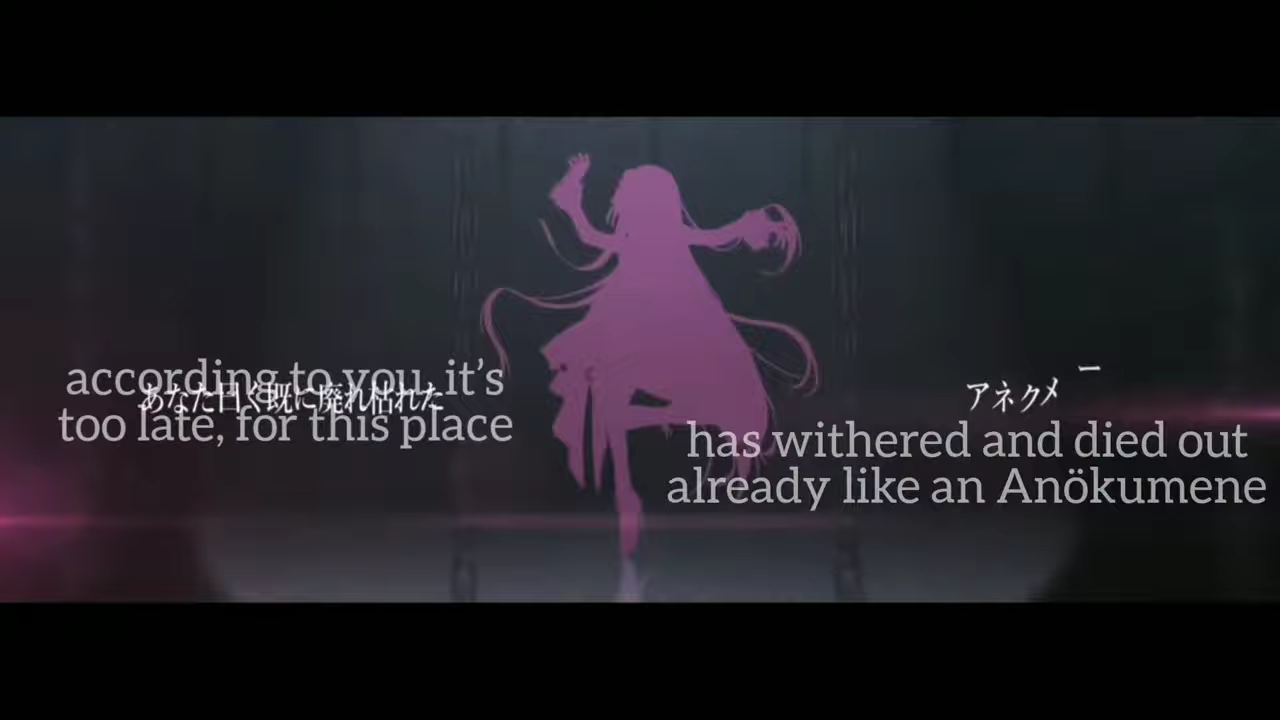 according to you, it's
あなた曰く既に廃れ枯れた
too late, for this place
アネクメー
has withered and died out
already like an Anökumene